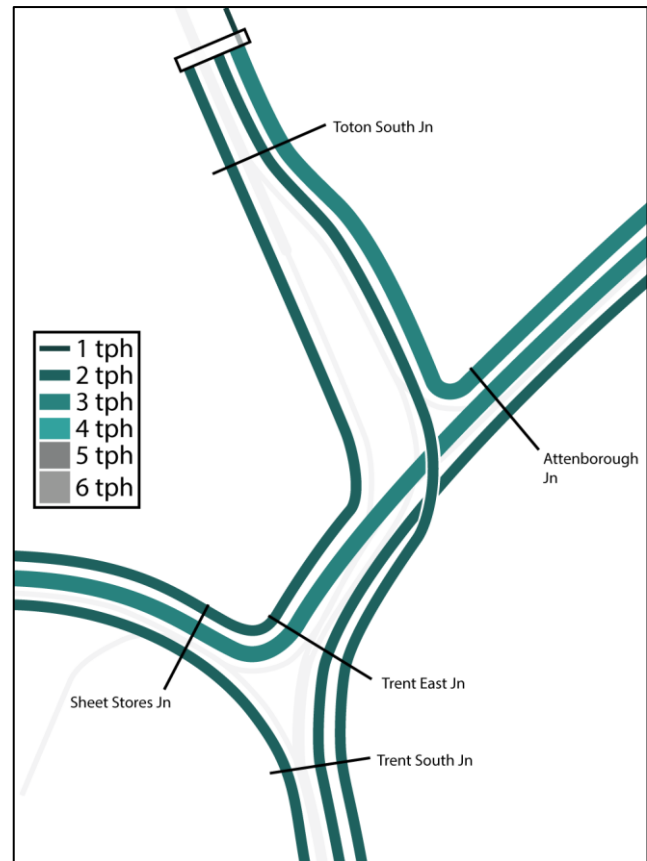 Toton South Jn
1 tph
2 tph
3 tph
4 tph
5 tph
6 tph
Attenborough
Jn
Sheet Stores Jn
Trent East Jn
Trent South Jn